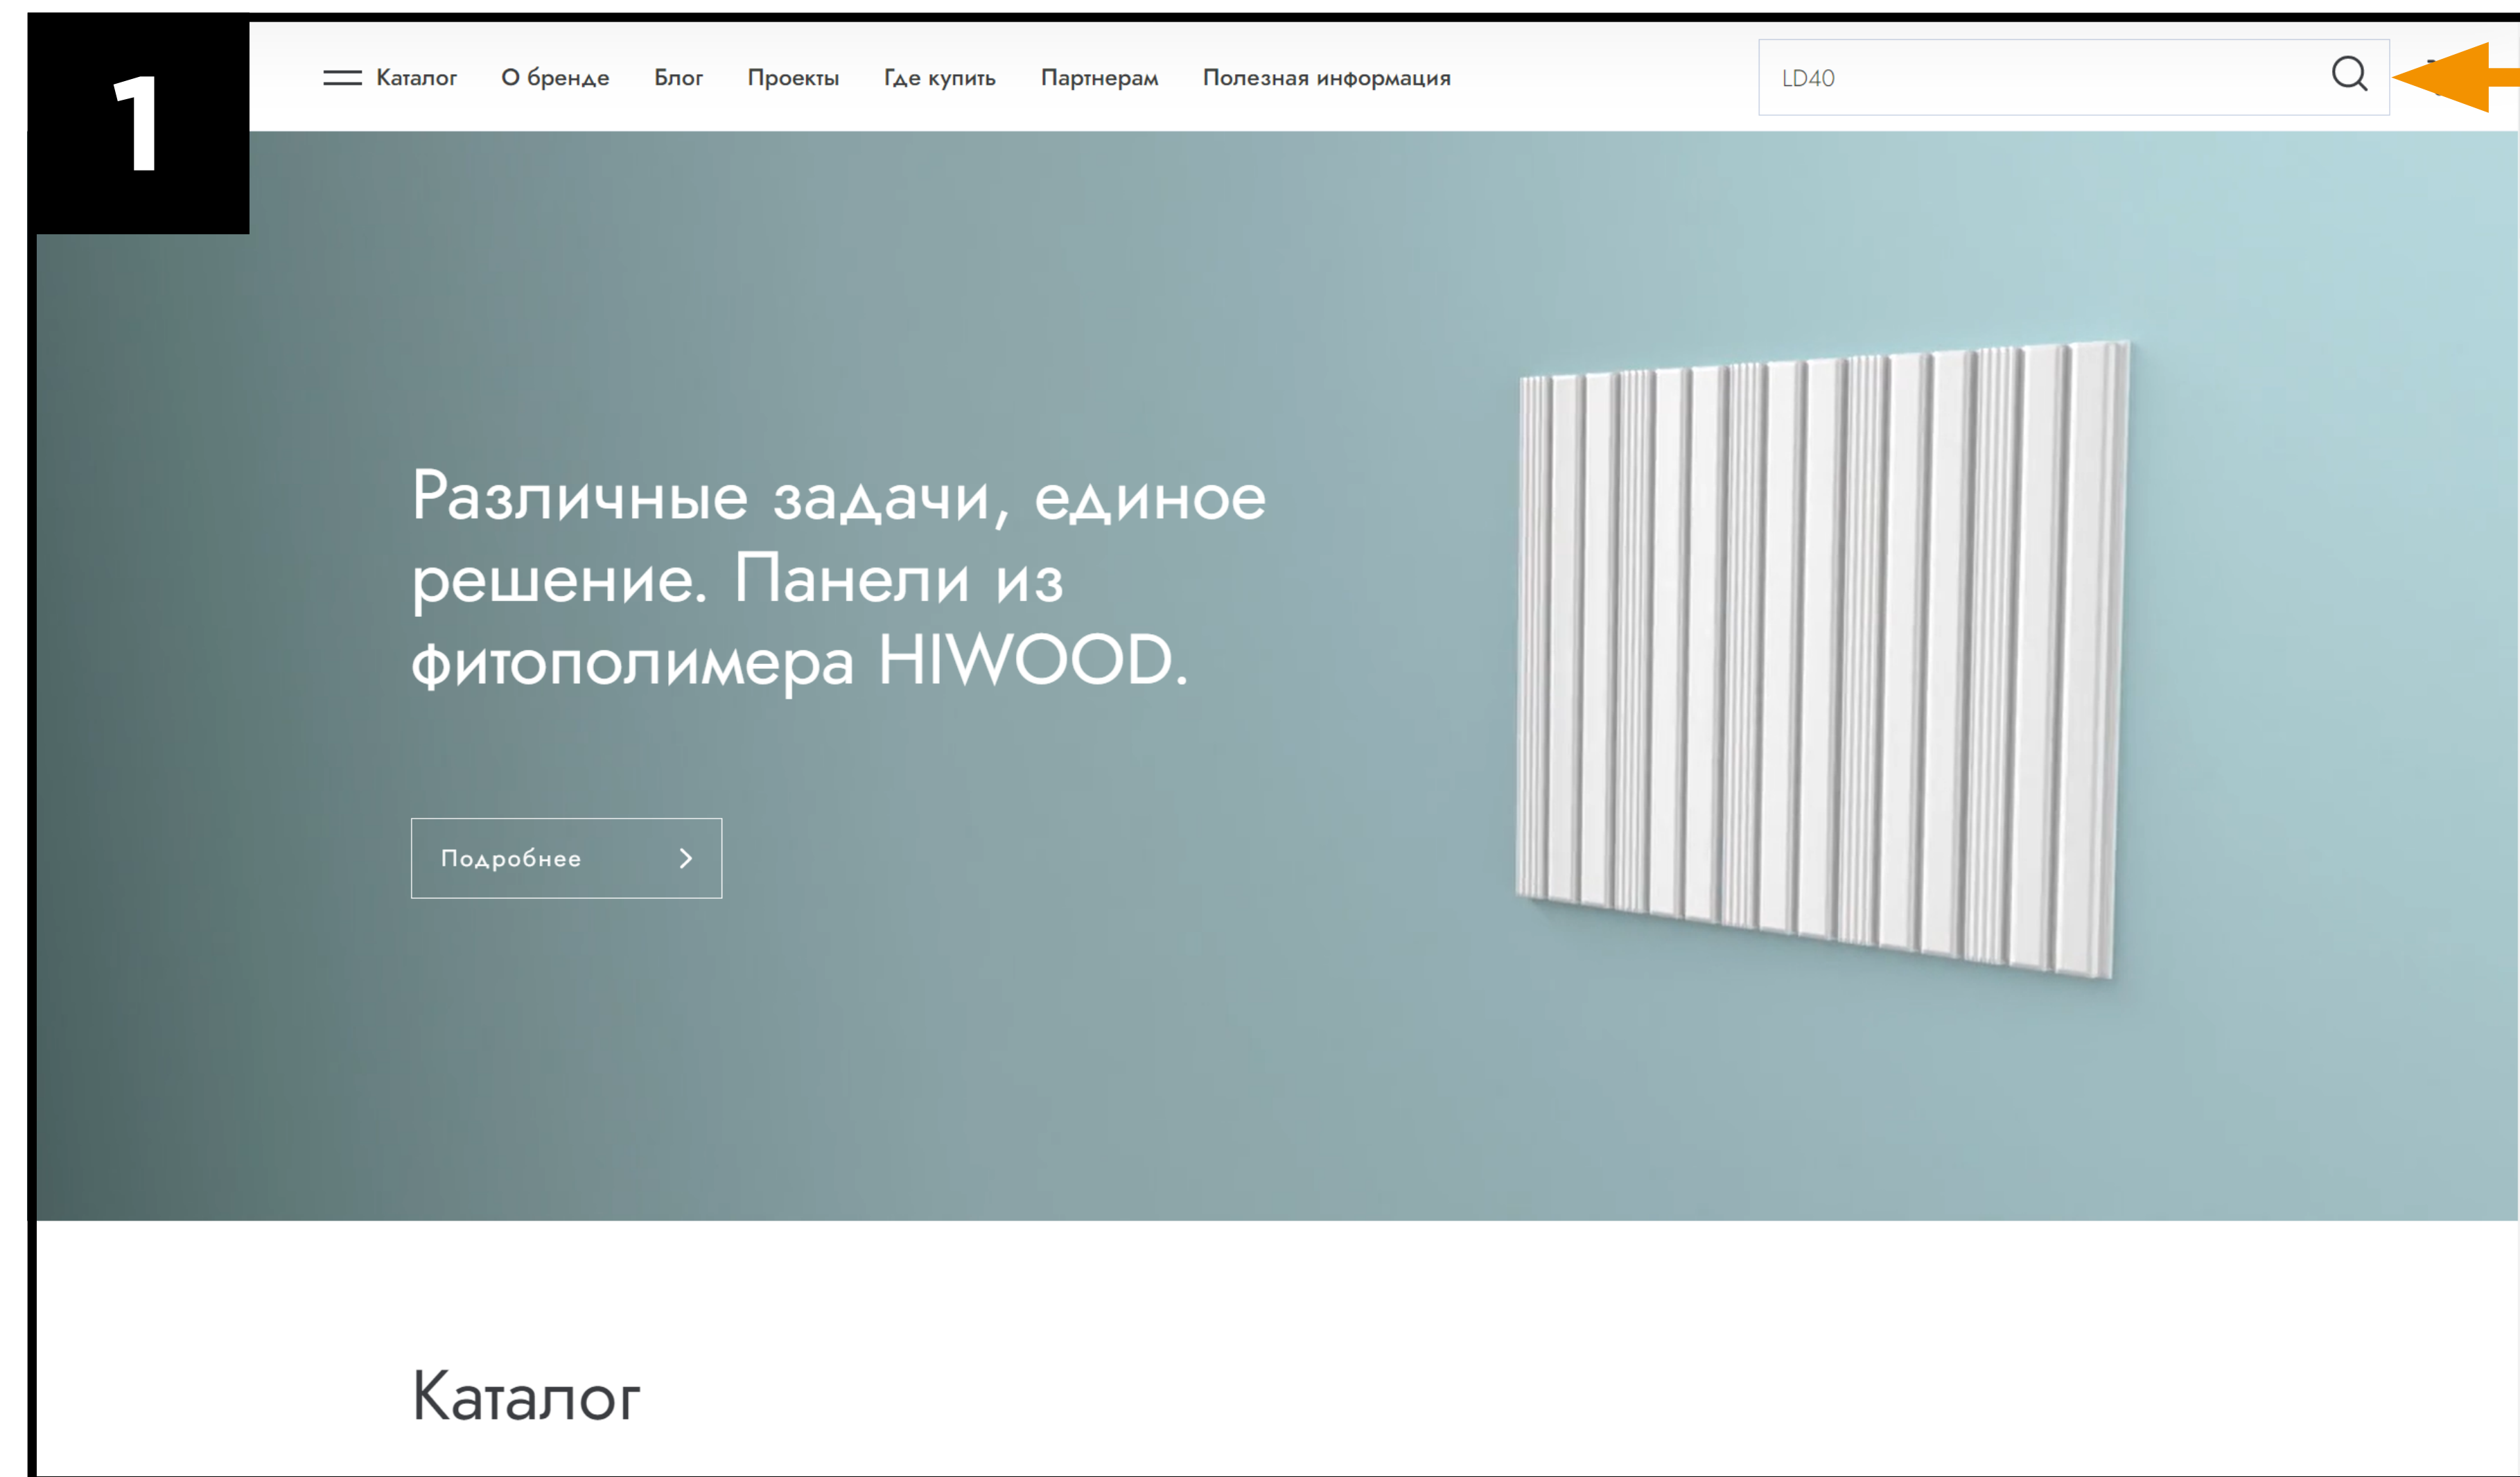 1
Каталог О бренде Блог Проекты Где купить Партнерам Полезная информация LD40
Различные задачи, единое
решение. Панели из
фитополимера HIWOOD.
Подробнее
Каталог